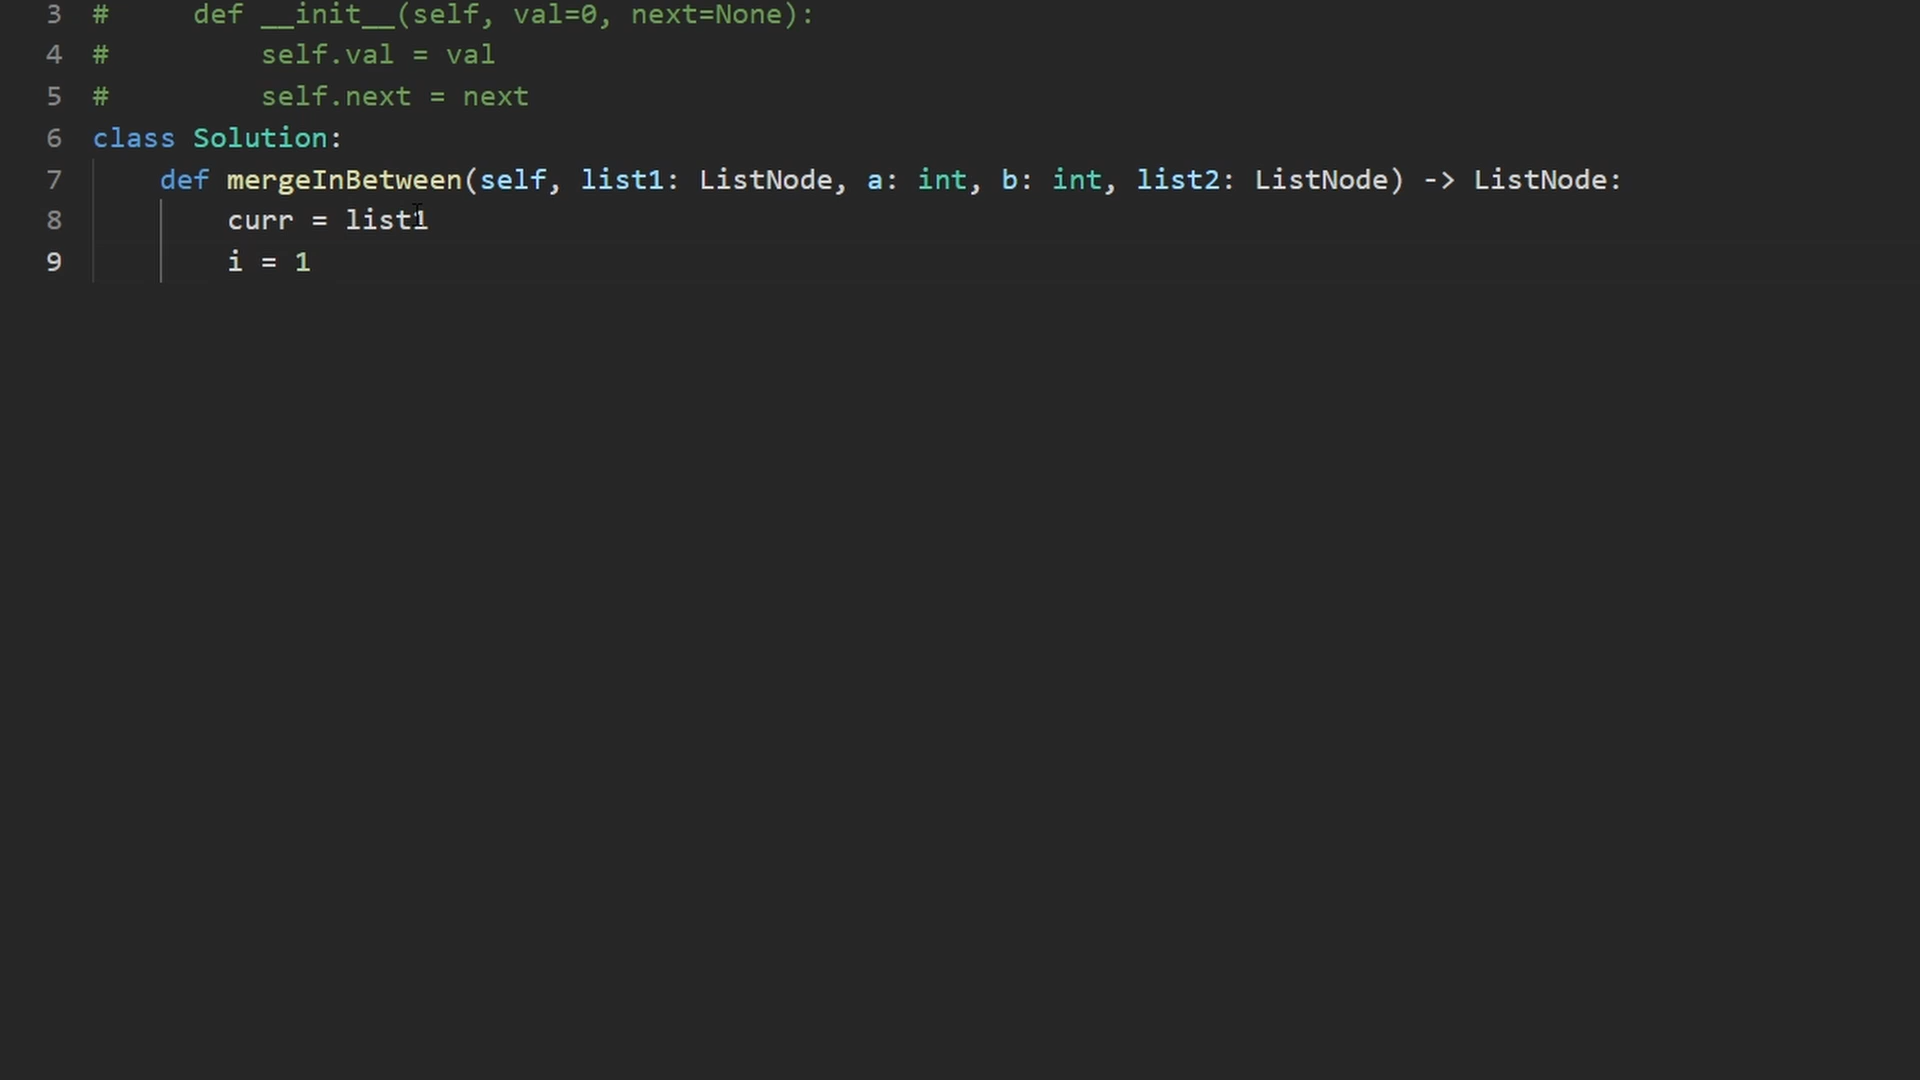 3 #     def __init__(self, val=0, next=None):
4 #         self.val = val
5 #         self.next = next
6 class Solution:
7     def mergeInBetween(self, list1: ListNode, a: int, b: int, list2: ListNode) -> ListNode:
8         curr = list1
9         i = 1